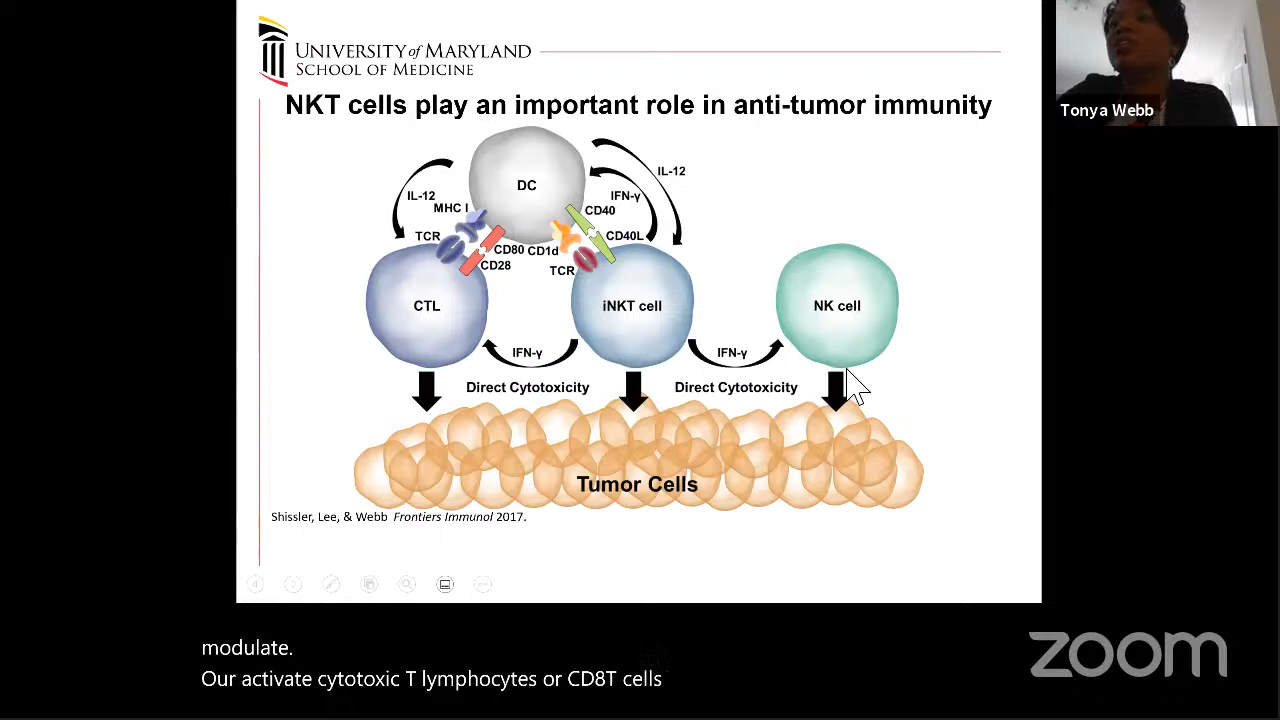 UNIVERSITY of MARYLAND
SCHOOL OF MEDICINE
Tonya Webb
NKT cells play an important role in anti-tumor immunity
DC
IL-12
IL-12
IFN-γ
MHC I
CD40
TCR
CD40L
CD80
CD1d
CD28
TCR
CTL
iNKT cell
NK cell
IFN-γ
IFN-γ
Direct Cytotoxicity
Direct Cytotoxicity
Tumor Cells
Shissler, Lee, & Webb Frontiers Immunol 2017.
modulate.
Our activate cytotoxic T lymphocytes or CD8T cells
zoom